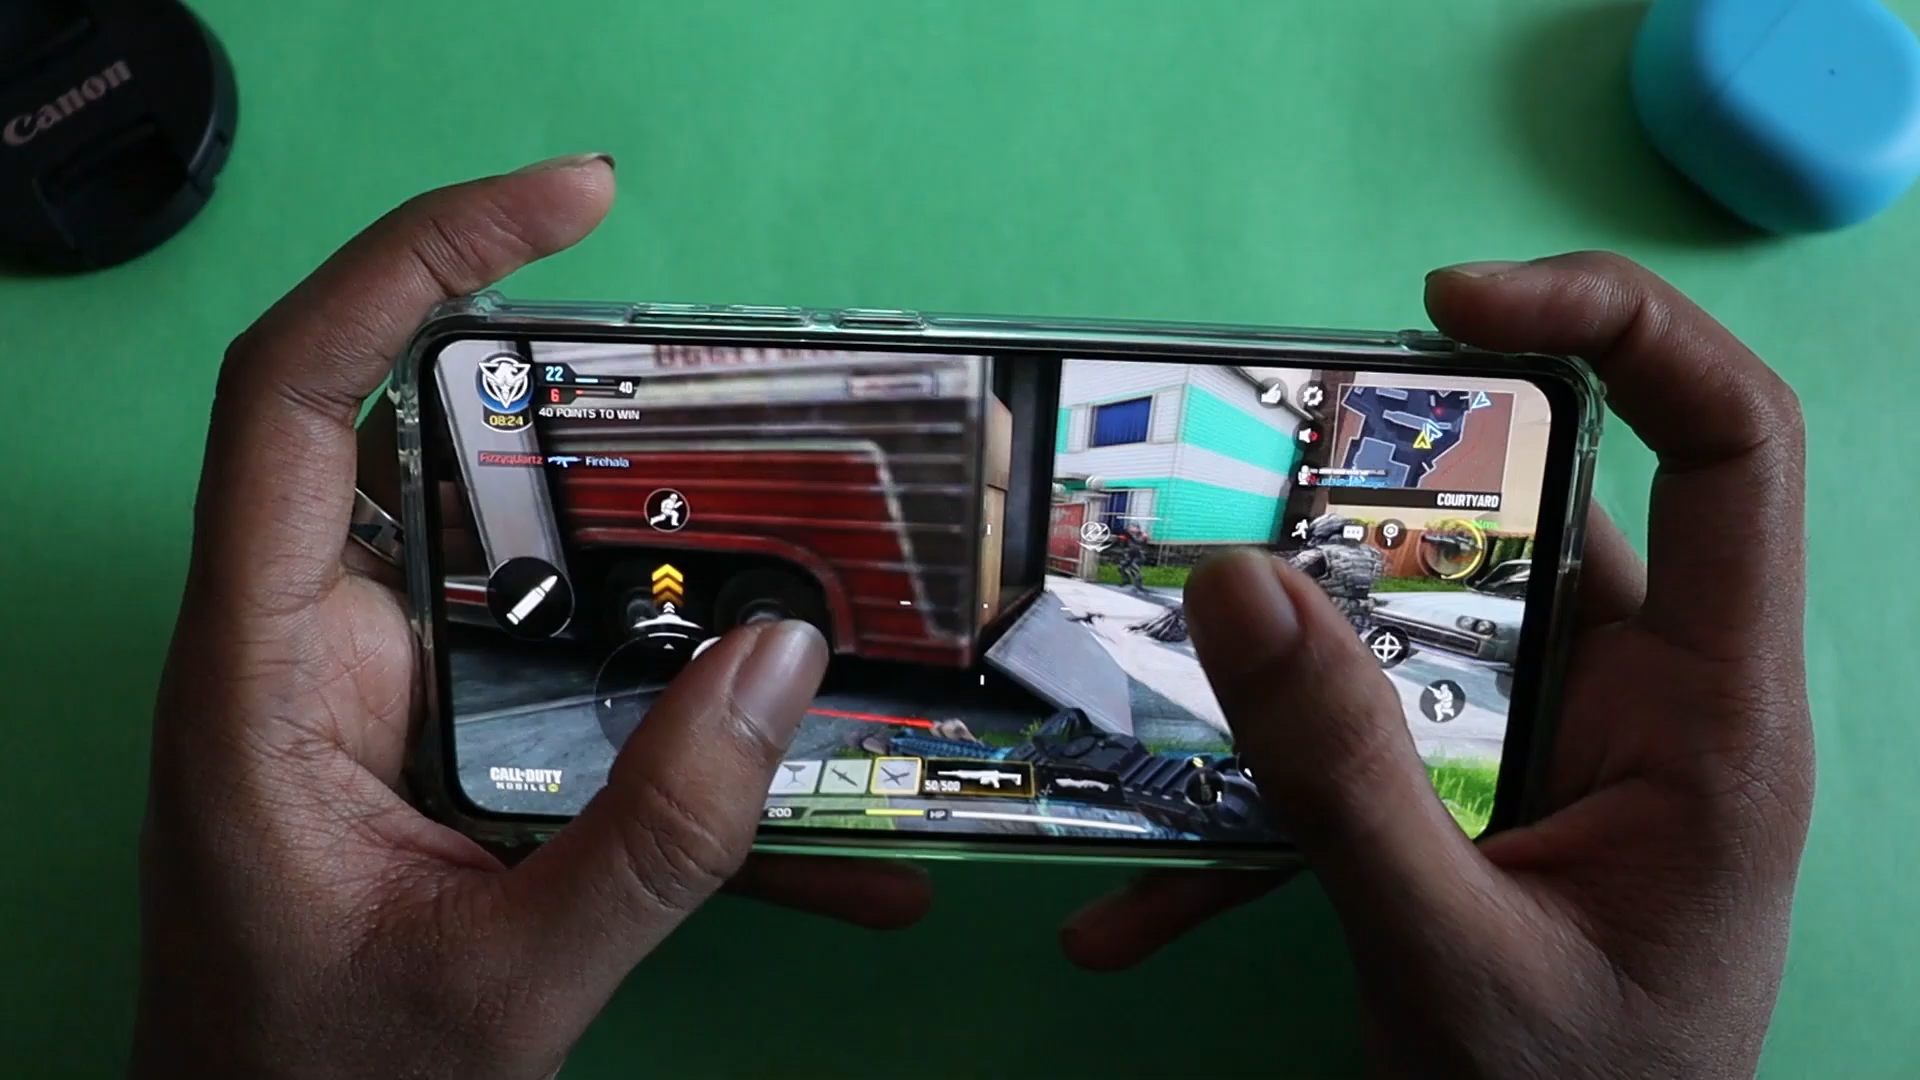 Canon
22
40
6
08:24
40 POINTS TO WIN
Fizzyquartz Firehala
COURTYARD
CALL OF DUTY
MOBILE
50/500
200
HP
1